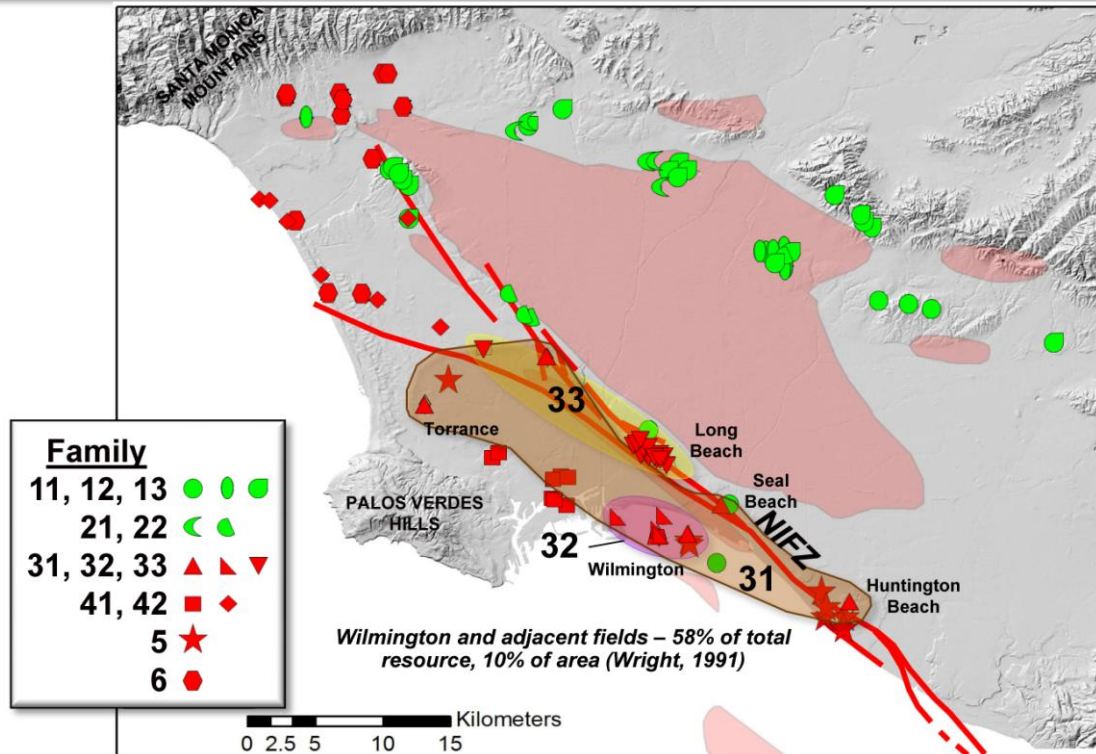 SANTA MONICA
MOUNTAINS
33
Torrance
Long
Beach
PALOS VERDES
HILLS
Seal
Beach
NIFZ
32
Wilmington
31
Huntington
Beach
Wilmington and adjacent fields – 58% of total
resource, 10% of area (Wright, 1991)
Family
11, 12, 13
21, 22
31, 32, 33
41, 42
5
6
Kilometers
0 2.5 5 10 15